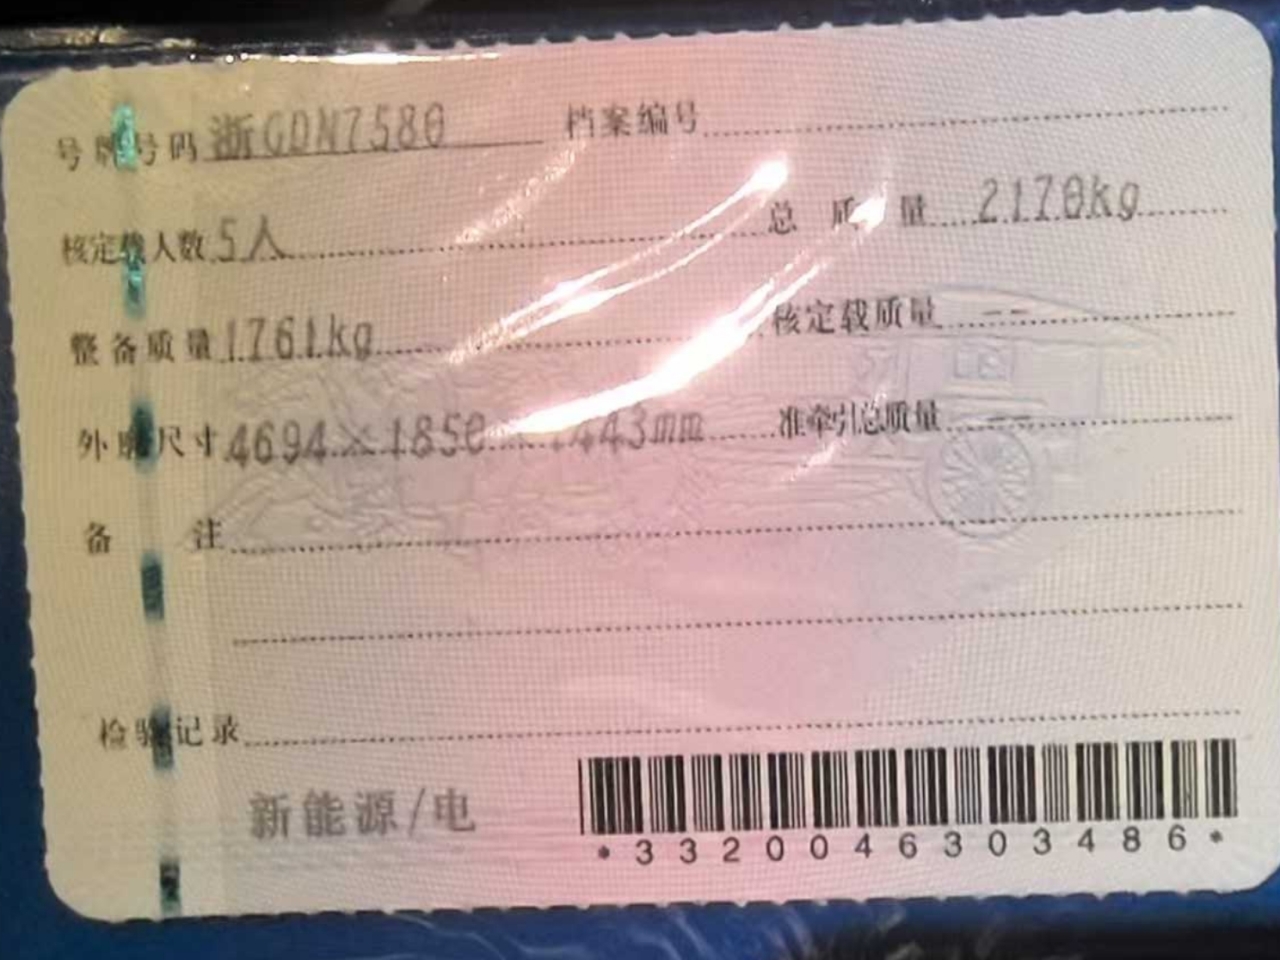 号牌号码 浙GDN7580 档案编号
核定载人数 5人 总质量 2170kg
整备质量 1761kg 核定载质量 --
外廓尺寸 4694×1850× 1443mm 准牵引总质量 --
备注
检验记录
新能源/电
*3320046303486*